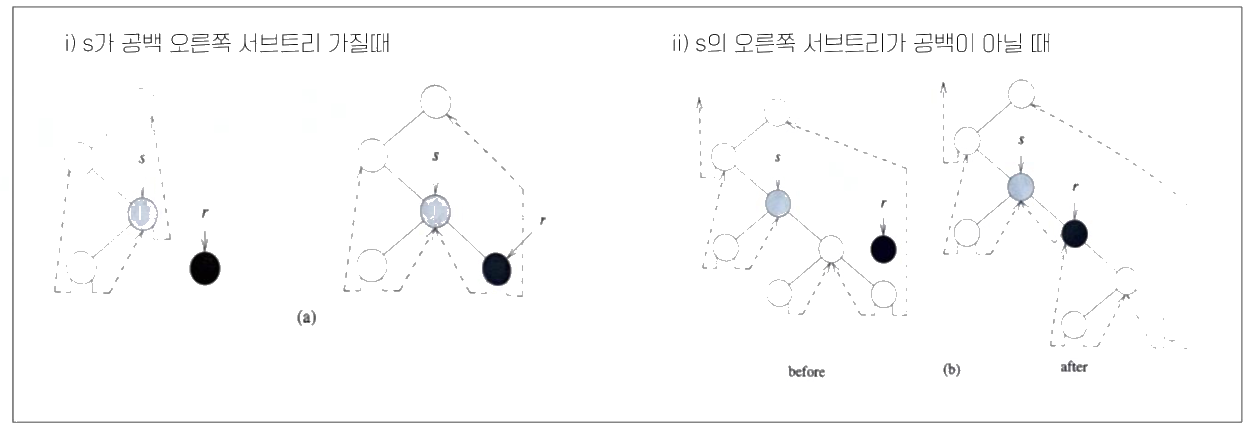 i) s가 공백 오른쪽 서브트리 가질때
s
r
s
r
(a)
ii) s의 오른쪽 서브트리가 공백이 아닐 때
s
r
s
r
before
(b)
after